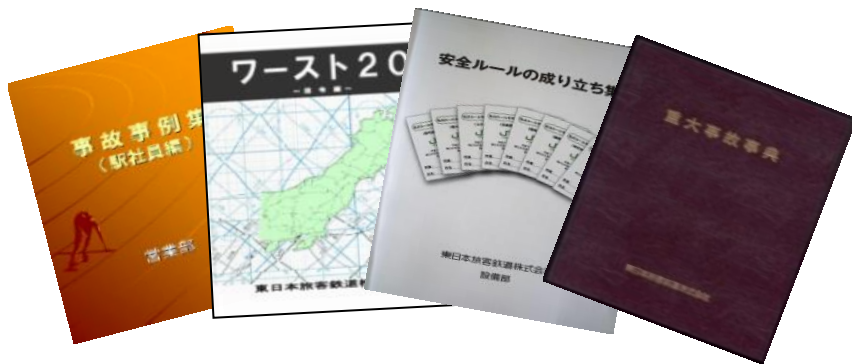 事故事例集
（駅社員編）
営業部
ワースト２０
東日本旅客鉄道株
安全ルールの成り立ち集
東日本旅客鉄道株式会
設備部
重大事故事典